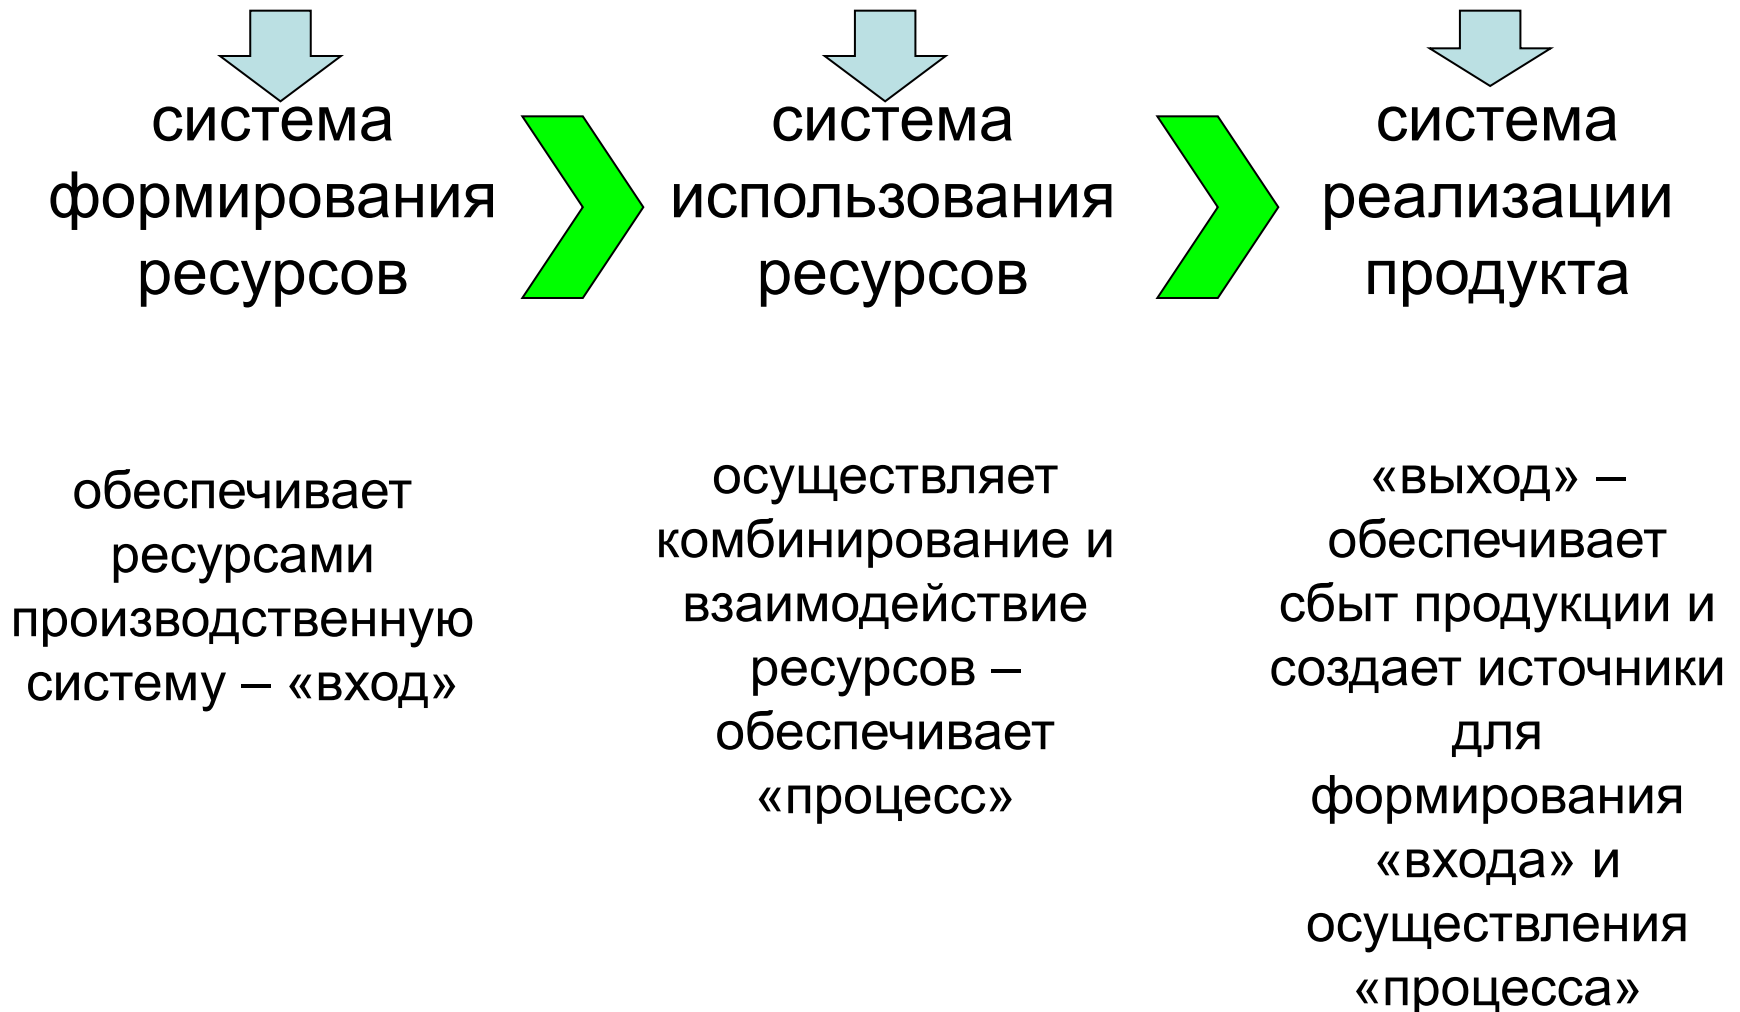 система
формирования
ресурсов
система
использования
ресурсов
система
реализации
продукта
обеспечивает
ресурсами
производственную
систему – «вход»
осуществляет
комбинирование и
взаимодействие
ресурсов –
обеспечивает
«процесс»
«выход» –
обеспечивает
сбыт продукции и
создает источники
для
формирования
«входа» и
осуществления
«процесса»